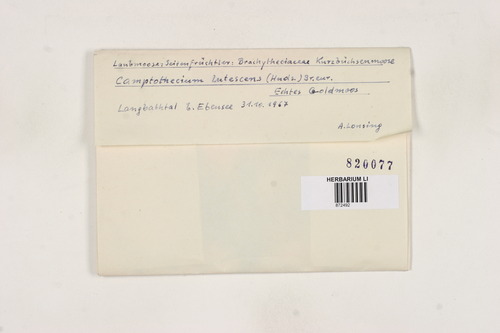 Laubmoose: Seitenfrüchtler: Brachytheciaceae Kurzbüchsenmoose
Camptothecium lutescens (Huds.) Br. eur.
Echtes Goldmoos
Langbathtal b. Ebensee 31.10.1967
A. Lonsing
820077
HERBARIUM LI
872492